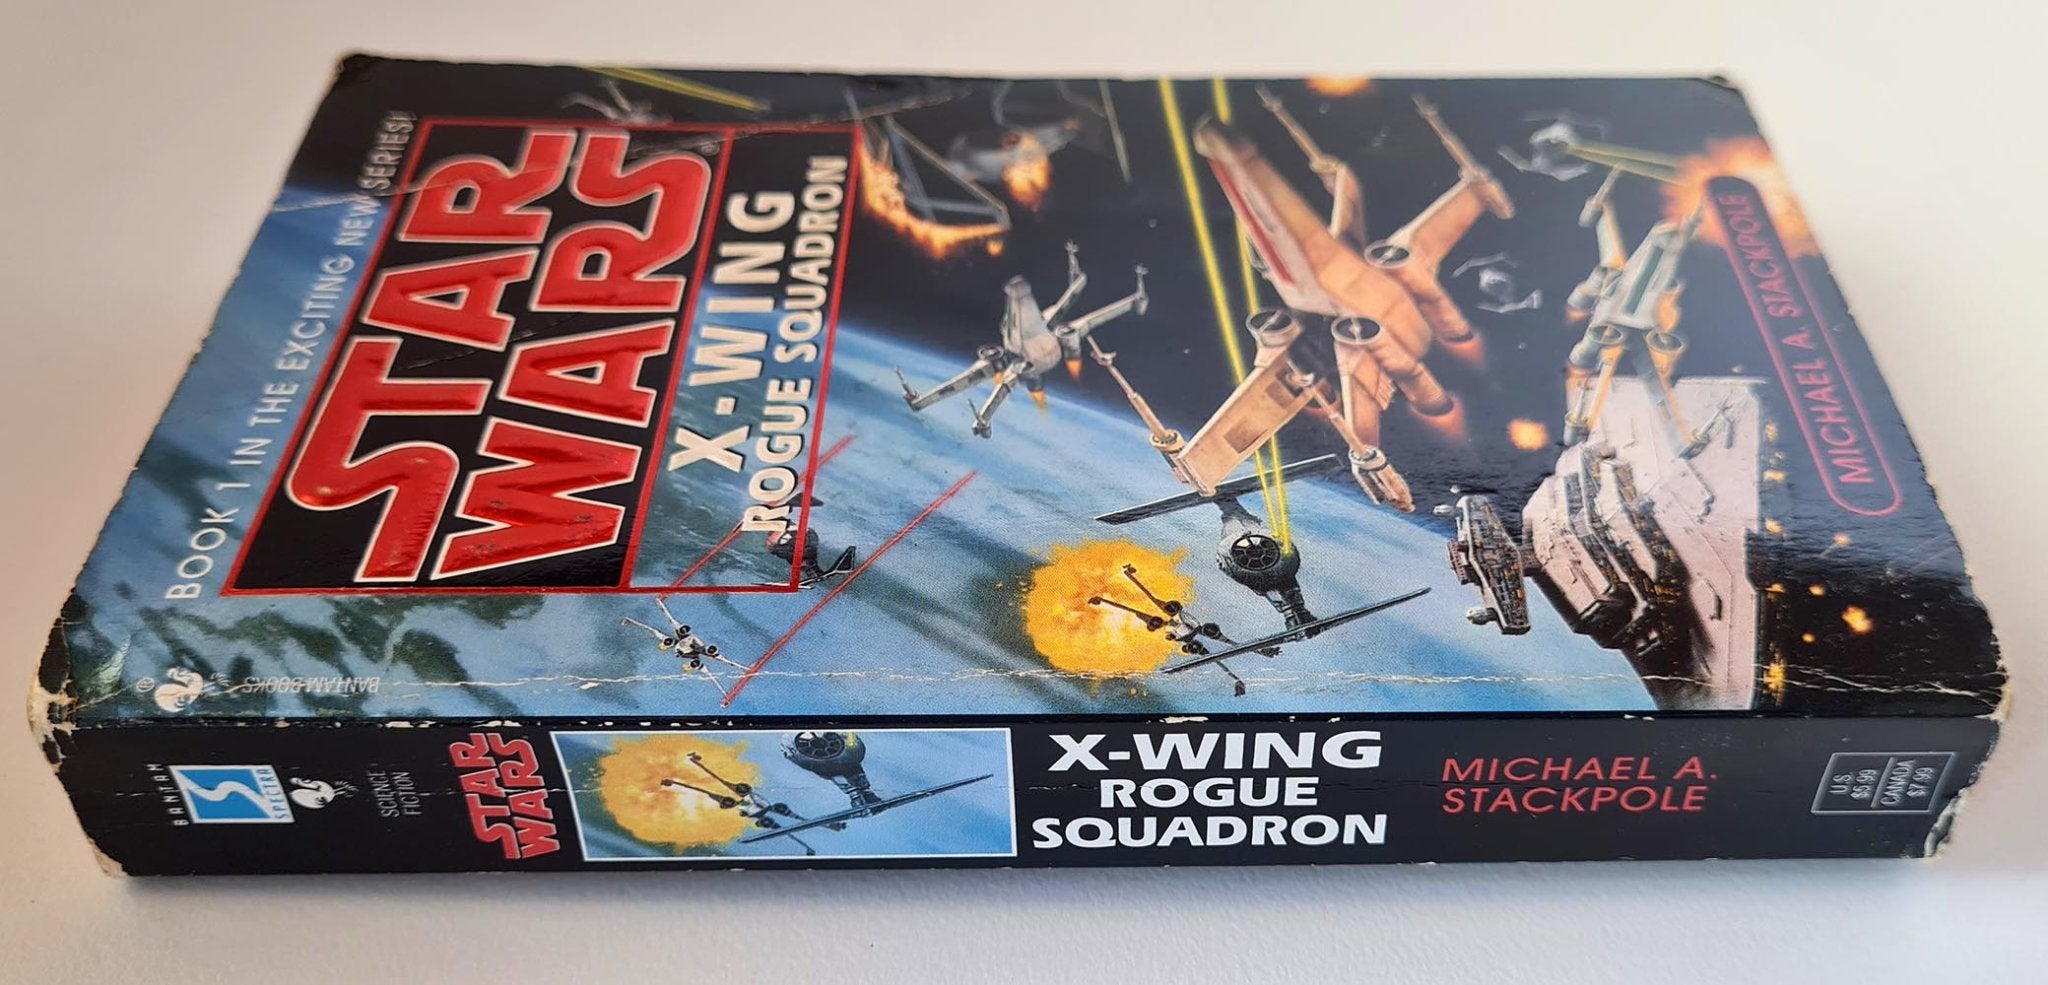 BOOK 1 IN THE EXCITING NEW SERIES!
STAR
WARS
X-WING
ROGUE SQUADRON
MICHAEL A. STACKPOLE
BANTAM BOOKS
BANTAM
S
SPECTRA
SCIENCE
FICTION
STAR
WARS
X-WING
ROGUE
SQUADRON
MICHAEL A.
STACKPOLE
U.S.
$5.99
CANADA
$7.99